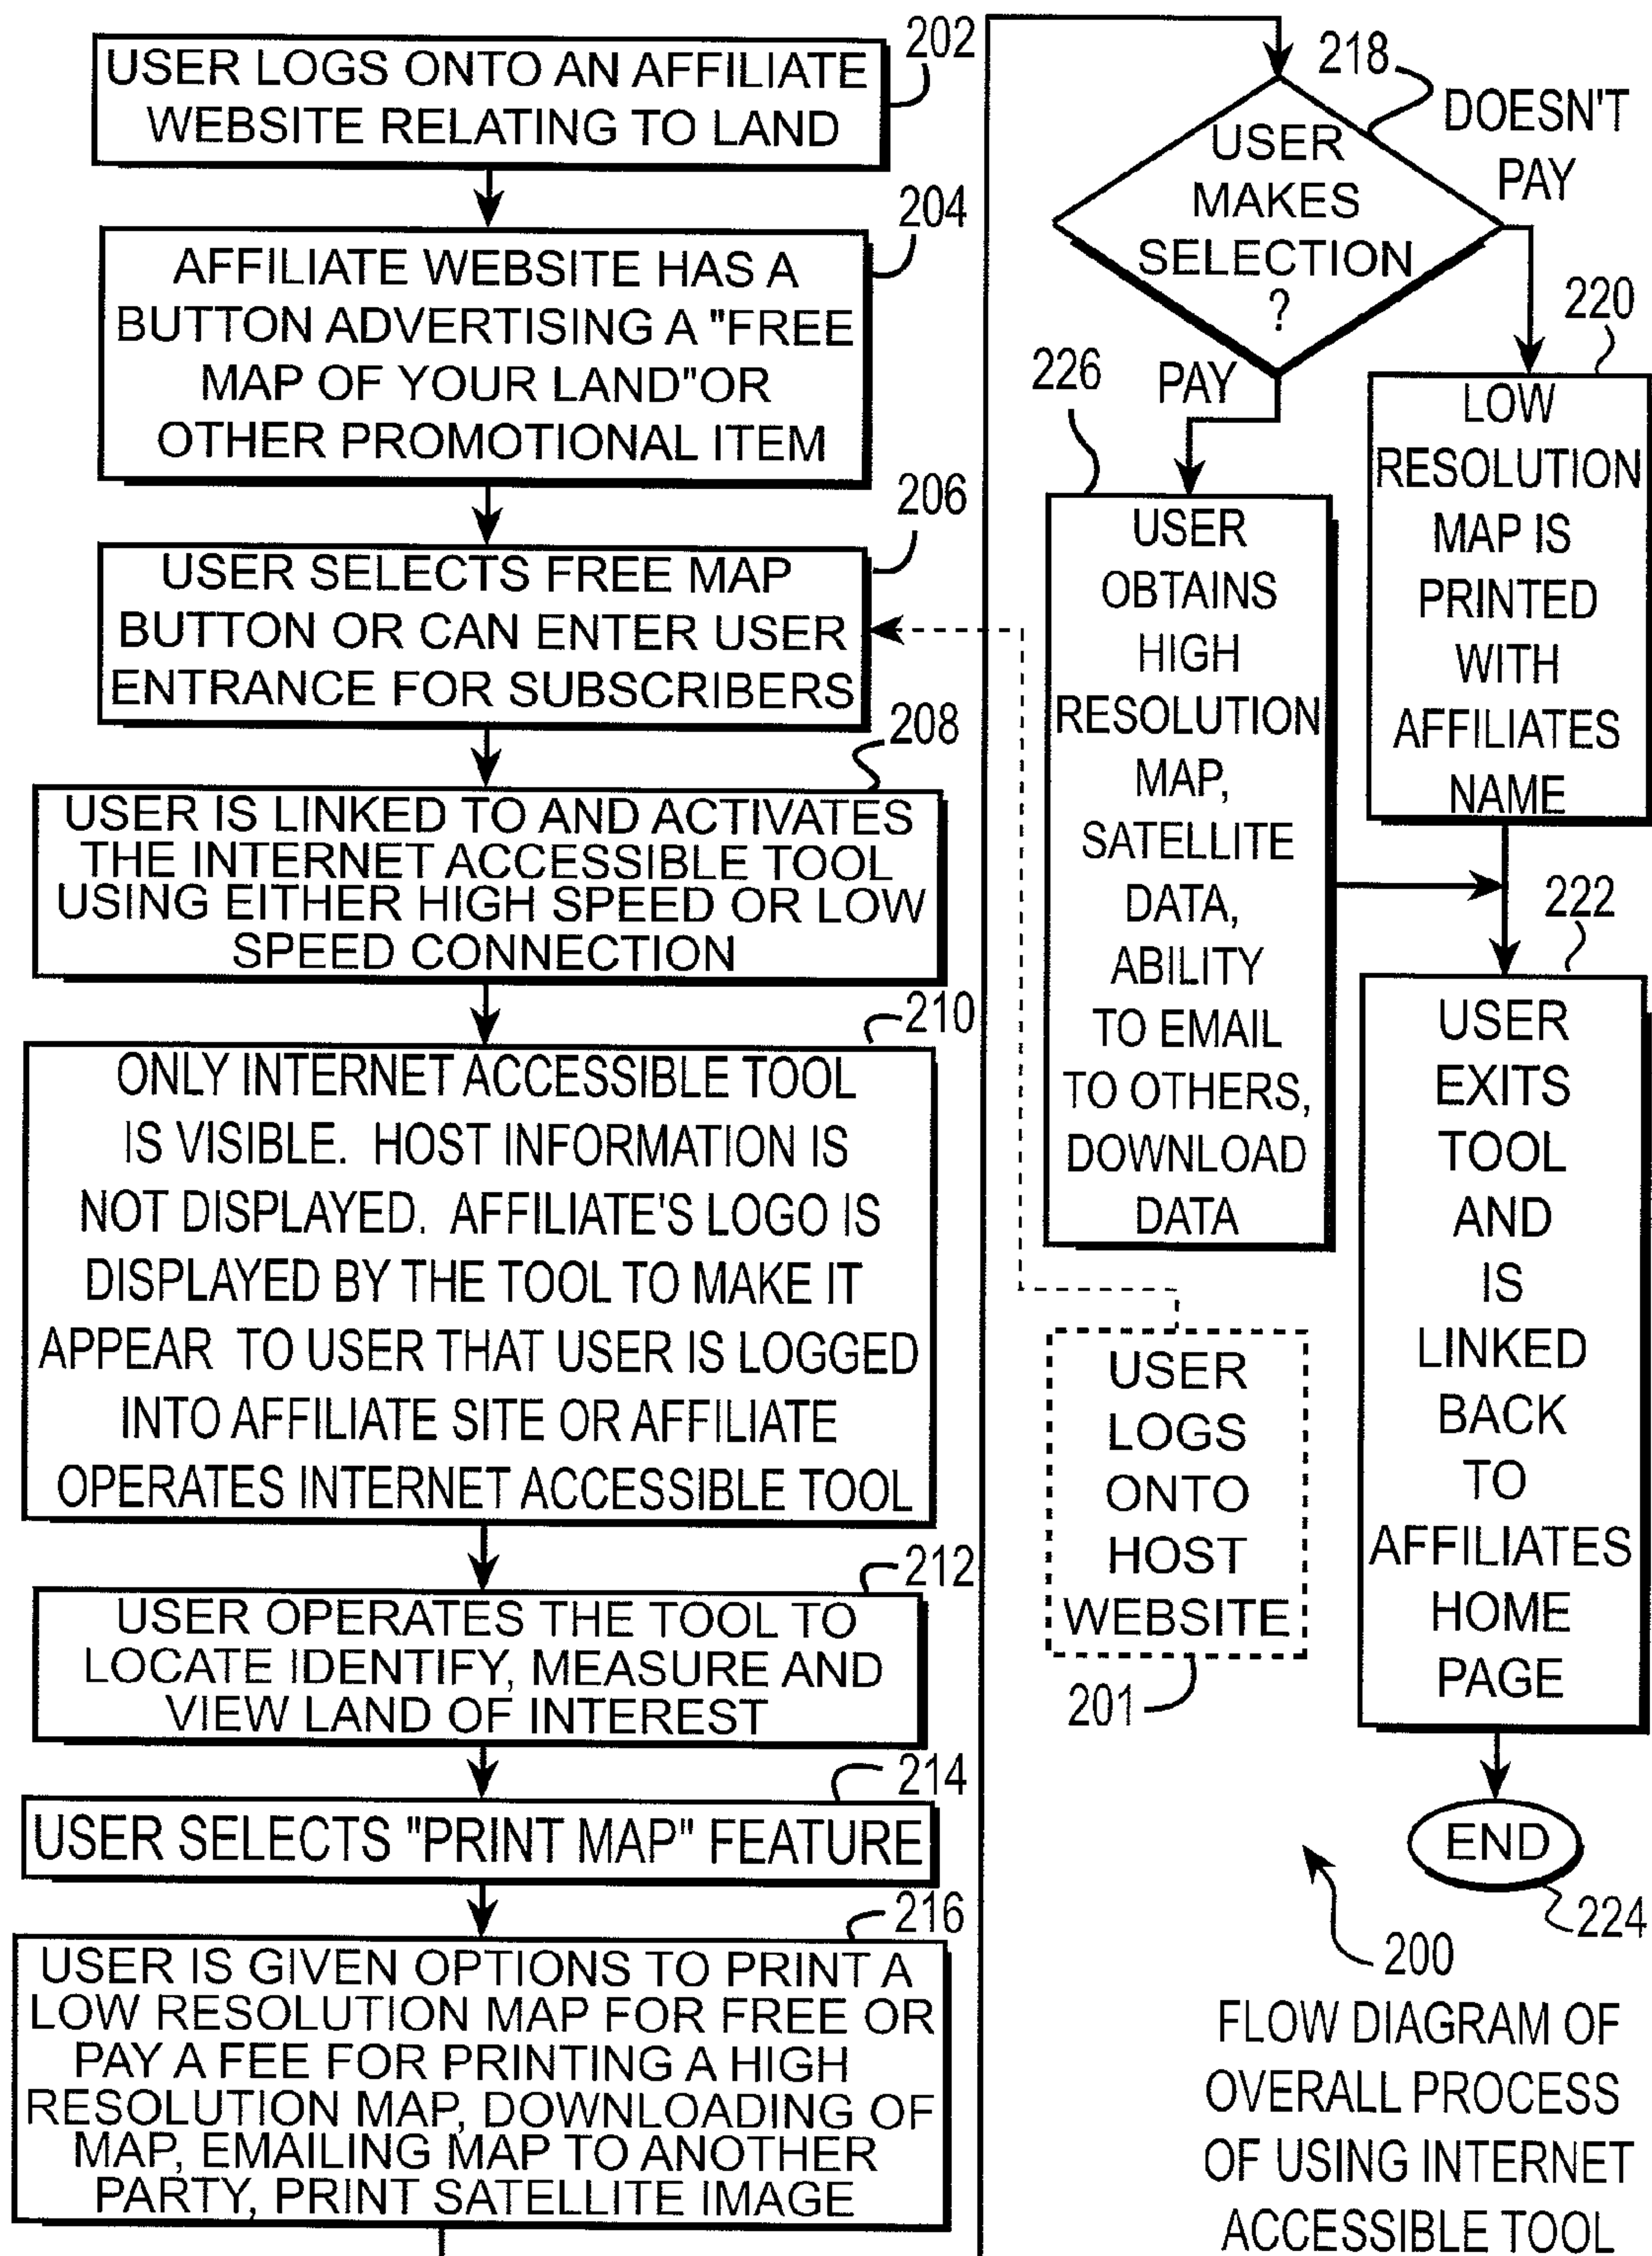 202
USER LOGS ONTO AN AFFILIATE
WEBSITE RELATING TO LAND
204
AFFILIATE WEBSITE HAS A
BUTTON ADVERTISING A "FREE
MAP OF YOUR LAND"OR
OTHER PROMOTIONAL ITEM
206
USER SELECTS FREE MAP
BUTTON OR CAN ENTER USER
ENTRANCE FOR SUBSCRIBERS
208
USER IS LINKED TO AND ACTIVATES
THE INTERNET ACCESSIBLE TOOL
USING EITHER HIGH SPEED OR LOW
SPEED CONNECTION
210
ONLY INTERNET ACCESSIBLE TOOL
IS VISIBLE. HOST INFORMATION IS
NOT DISPLAYED. AFFILIATE'S LOGO IS
DISPLAYED BY THE TOOL TO MAKE IT
APPEAR TO USER THAT USER IS LOGGED
INTO AFFILIATE SITE OR AFFILIATE
OPERATES INTERNET ACCESSIBLE TOOL
212
USER OPERATES THE TOOL TO
LOCATE IDENTIFY, MEASURE AND
VIEW LAND OF INTEREST
214
USER SELECTS "PRINT MAP" FEATURE
216
USER IS GIVEN OPTIONS TO PRINT A
LOW RESOLUTION MAP FOR FREE OR
PAY A FEE FOR PRINTING A HIGH
RESOLUTION MAP, DOWNLOADING OF
MAP, EMAILING MAP TO ANOTHER
PARTY, PRINT SATELLITE IMAGE
218
USER
MAKES
SELECTION
?
DOESN'T
PAY
PAY
226
USER
OBTAINS
HIGH
RESOLUTION
MAP,
SATELLITE
DATA,
ABILITY
TO EMAIL
TO OTHERS,
DOWNLOAD
DATA
220
LOW
RESOLUTION
MAP IS
PRINTED
WITH
AFFILIATES
NAME
222
USER
EXITS
TOOL
AND
IS
LINKED
BACK
TO
AFFILIATES
HOME
PAGE
USER
LOGS
ONTO
HOST
WEBSITE
201
END
224
200
FLOW DIAGRAM OF
OVERALL PROCESS
OF USING INTERNET
ACCESSIBLE TOOL